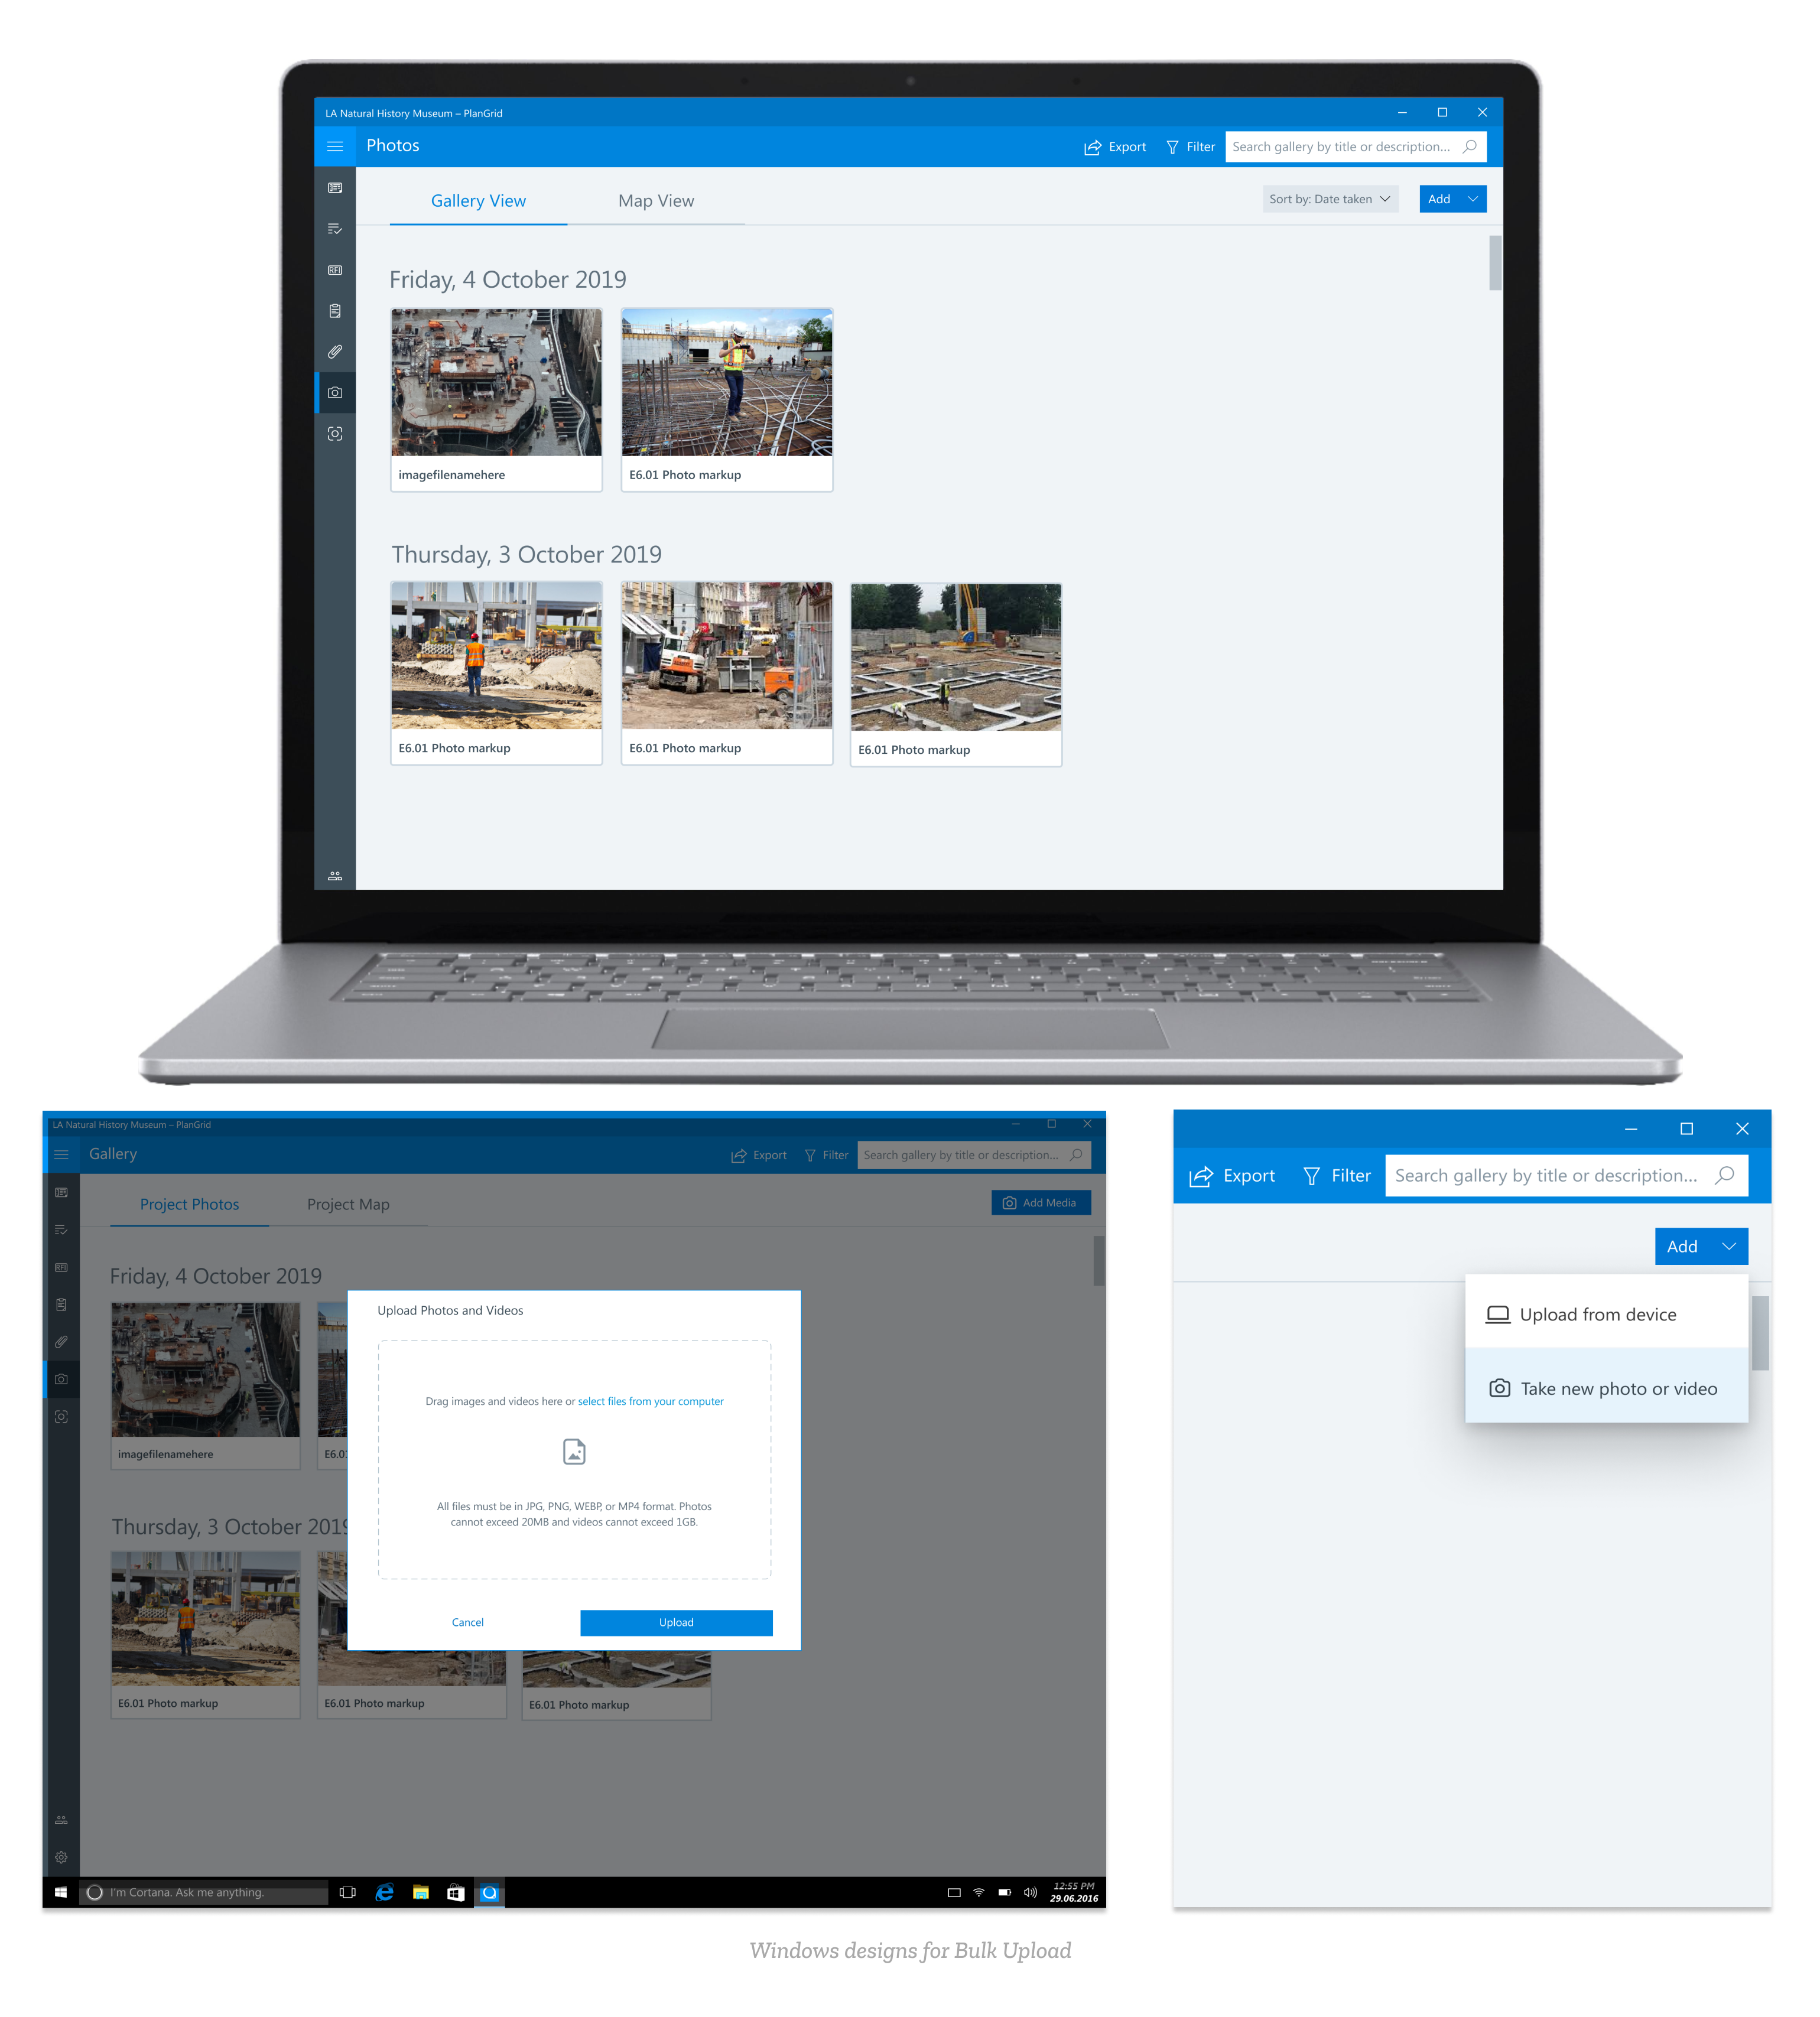 LA Natural History Museum – PlanGrid
Photos
Export
Filter
Search gallery by title or description...
Gallery View
Map View
Sort by: Date taken
Add
RFI
Friday, 4 October 2019
imagefilenamehere
E6.01 Photo markup
Thursday, 3 October 2019
E6.01 Photo markup
E6.01 Photo markup
E6.01 Photo markup
LA Natural History Museum – PlanGrid
Gallery
Export
Filter
Search gallery by title or description...
Project Photos
Project Map
Add Media
RFI
Friday, 4 October 2019
imagefilenamehere
E6.0
Upload Photos and Videos
Drag images and videos here or select files from your computer
All files must be in JPG, PNG, WEBP, or MP4 format. Photos
cannot exceed 20MB and videos cannot exceed 1GB.
Cancel
Upload
Thursday, 3 October 2019
E6.01 Photo markup
E6.01 Photo markup
E6.01 Photo markup
I'm Cortana. Ask me anything.
12:55 PM
29.06.2016
Export
Filter
Search gallery by title or description...
Add
Upload from device
Take new photo or video
Windows designs for Bulk Upload